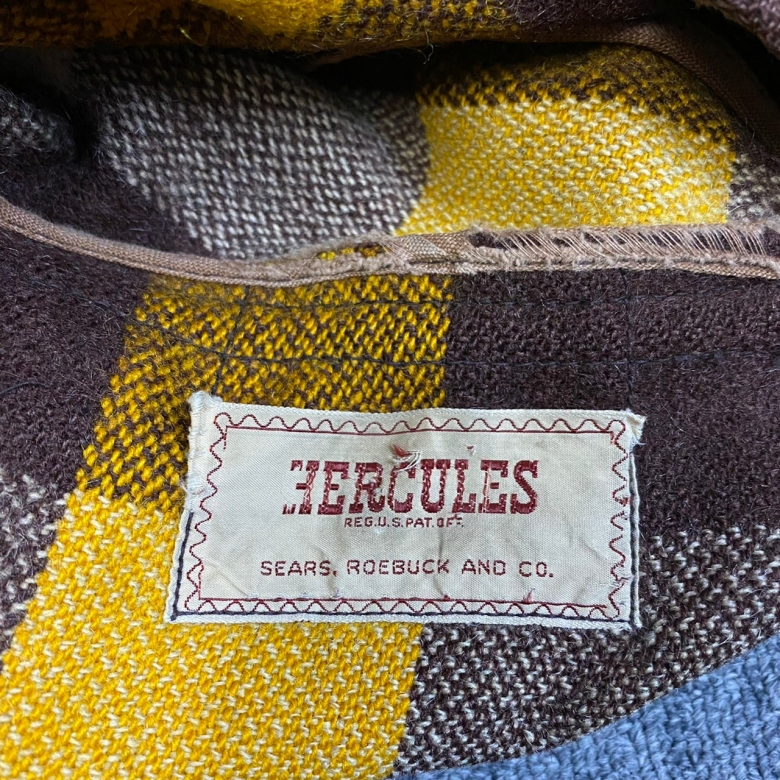 HERCULES
REG.U.S.PAT.OFF.
SEARS, ROEBUCK AND CO.